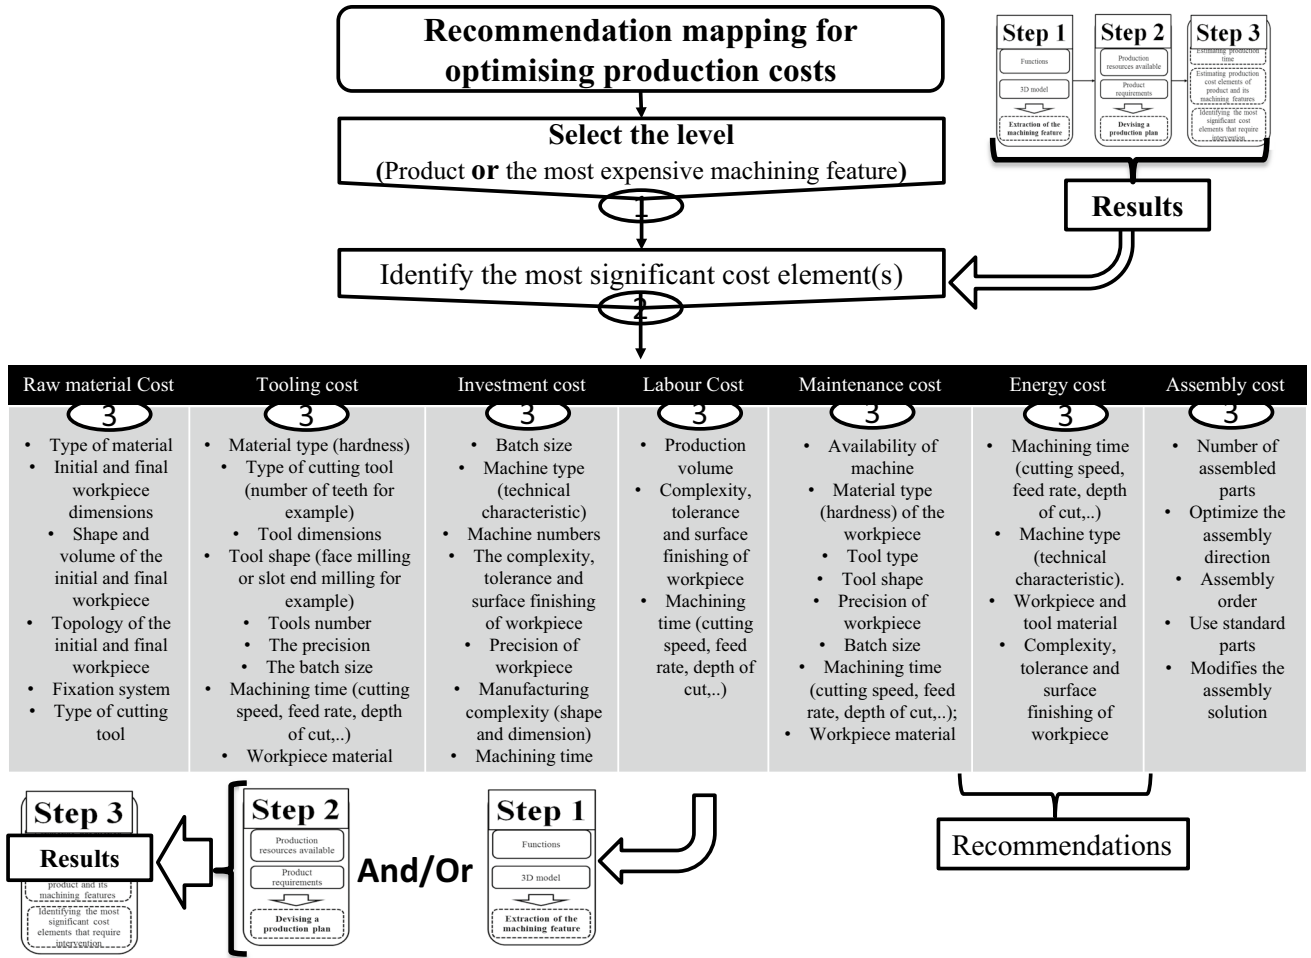 Recommendation mapping for
optimising production costs
Select the level
(Product or the most expensive machining feature)
1
Identify the most significant cost element(s)
2
Step 1
Functions
3D model
Extraction of the
machining feature
Step 2
Production
resources available
Product
requirements
Devising a
production plan
Step 3
Estimating production
time
Estimating production
cost elements of
product and its
machining features
Identifying the most
significant cost
elements that require
intervention
Results
Raw material Cost
3
• Type of material
• Initial and final
workpiece
dimensions
• Shape and
volume of the
initial and final
workpiece
• Topology of the
initial and final
workpiece
• Fixation system
• Type of cutting
tool
Tooling cost
3
• Material type (hardness)
• Type of cutting tool
(number of teeth for
example)
• Tool dimensions
• Tool shape (face milling
or slot end milling for
example)
• Tools number
• The precision
• The batch size
• Machining time (cutting
speed, feed rate, depth
of cut,..)
• Workpiece material
Investment cost
3
• Batch size
• Machine type
(technical
characteristic)
• Machine numbers
• The complexity,
tolerance and
surface finishing
of workpiece
• Precision of
workpiece
• Manufacturing
complexity (shape
and dimension)
• Machining time
Labour Cost
3
• Production
volume
• Complexity,
tolerance
and surface
finishing of
workpiece
• Machining
time (cutting
speed, feed
rate, depth of
cut,..)
Maintenance cost
3
• Availability of
machine
• Material type
(hardness) of the
workpiece
• Tool type
• Tool shape
• Precision of
workpiece
• Batch size
• Machining time
(cutting speed, feed
rate, depth of cut,..);
• Workpiece material
Energy cost
3
• Machining time
(cutting speed,
feed rate, depth
of cut,..)
• Machine type
(technical
characteristic).
• Workpiece and
tool material
• Complexity,
tolerance and
surface
finishing of
workpiece
Assembly cost
3
• Number of
assembled
parts
• Optimize the
assembly
direction
• Assembly
order
• Use standard
parts
• Modifies the
assembly
solution
Step 3
Results
product and its
machining features
Identifying the most
significant cost
elements that require
intervention
Step 2
Production
resources available
Product
requirements
Devising a
production plan
And/Or
Step 1
Functions
3D model
Extraction of the
machining feature
Recommendations